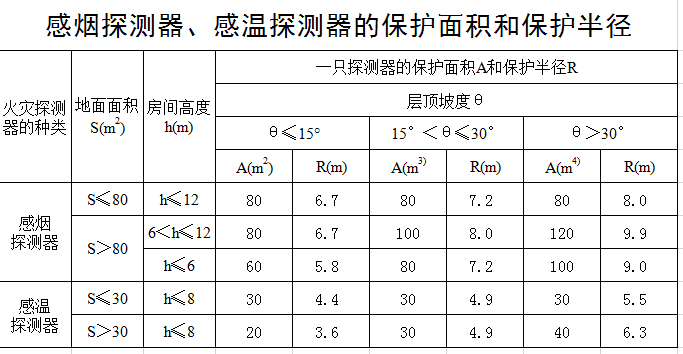 感烟探测器、感温探测器的保护面积和保护半径
火灾探测器的种类 地面面积S(m2) 房间高度h(m) 一只探测器的保护面积A和保护半径R
层顶坡度θ
θ≤15° 15°＜θ≤30° θ＞30°
A(m2) R(m) A(m3) R(m) A(m4) R(m)
感烟探测器 S≤80 h≤12 80 6.7 80 7.2 80 8.0
S＞80 6＜h≤12 80 6.7 100 8.0 120 9.9
h≤6 60 5.8 80 7.2 100 9.0
感温探测器 S≤30 h≤8 30 4.4 30 4.9 30 5.5
S＞30 h≤8 20 3.6 30 4.9 40 6.3